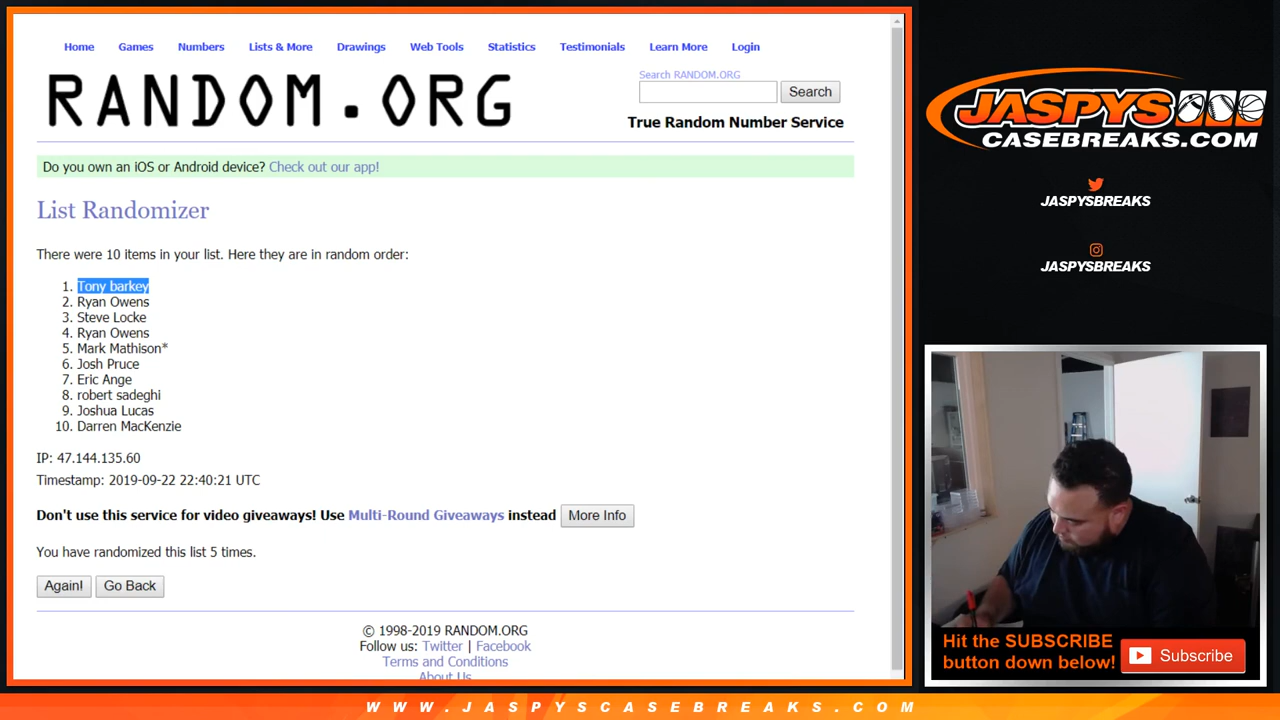 Home Games Numbers Lists & More Drawings Web Tools Statistics Testimonials Learn More Login
RANDOM.ORG
Search RANDOM.ORG
Search
True Random Number Service
Do you own an iOS or Android device? Check out our app!
List Randomizer
There were 10 items in your list. Here they are in random order:
1. Tony barkey
2. Ryan Owens
3. Steve Locke
4. Ryan Owens
5. Mark Mathison*
6. Josh Pruce
7. Eric Ange
8. robert sadeghi
9. Joshua Lucas
10. Darren MacKenzie
IP: 47.144.135.60
Timestamp: 2019-09-22 22:40:21 UTC
Don't use this service for video giveaways! Use Multi-Round Giveaways instead More Info
You have randomized this list 5 times.
Again! Go Back
© 1998-2019 RANDOM.ORG
Follow us: Twitter | Facebook
Terms and Conditions
About Us
JASPYS
CASEBREAKS.COM
JASPYSBREAKS
JASPYSBREAKS
Hit the SUBSCRIBE
button down below!
Subscribe
WWW.JASPYSCASEBREAKS.COM